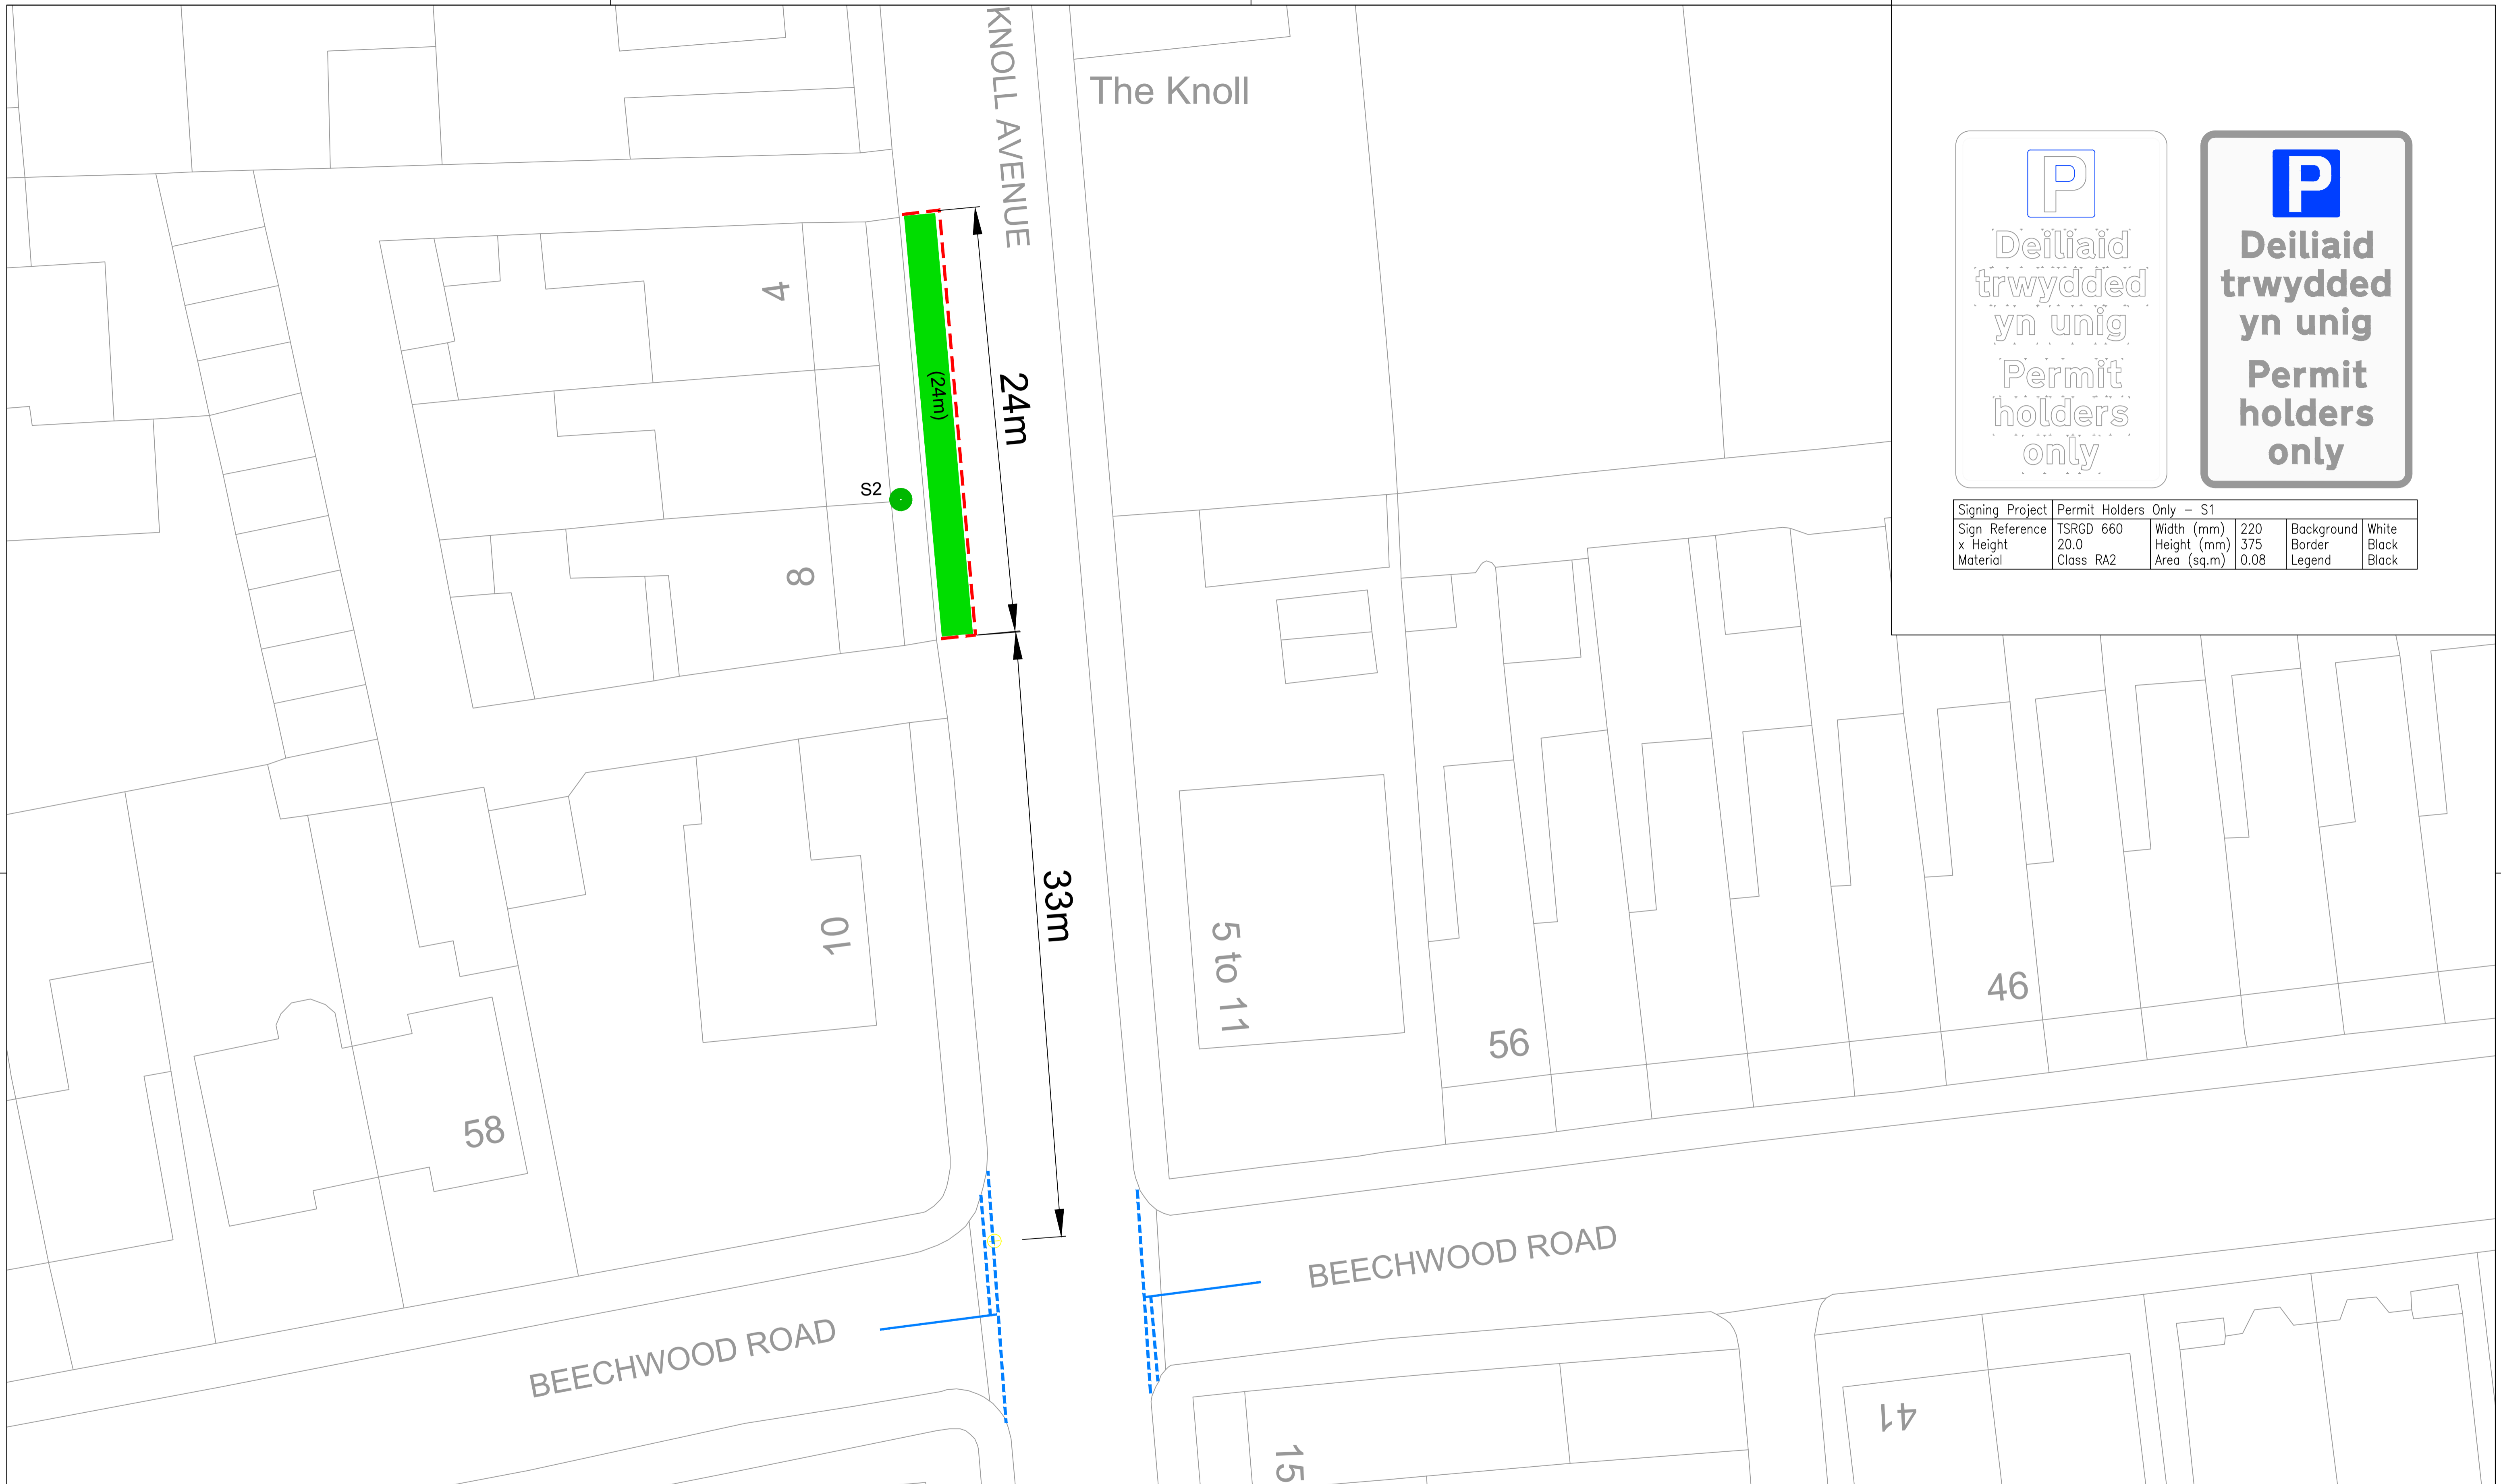 KNOLL AVENUE
The Knoll
P
Deiliaid
trwydded
yn unig
Permit
holders
only
P
Deiliaid
trwydded
yn unig
Permit
holders
only
Signing Project Permit Holders Only - S1
Sign Reference TSRGD 660 Width (mm) 220 Background White
x Height 20.0 Height (mm) 375 Border Black
Material Class RA2 Area (sq.m) 0.08 Legend Black
4
(24m)
24m
S2
8
33m
10
5 to 11
46
56
58
BEECHWOOD ROAD
BEECHWOOD ROAD
41
15